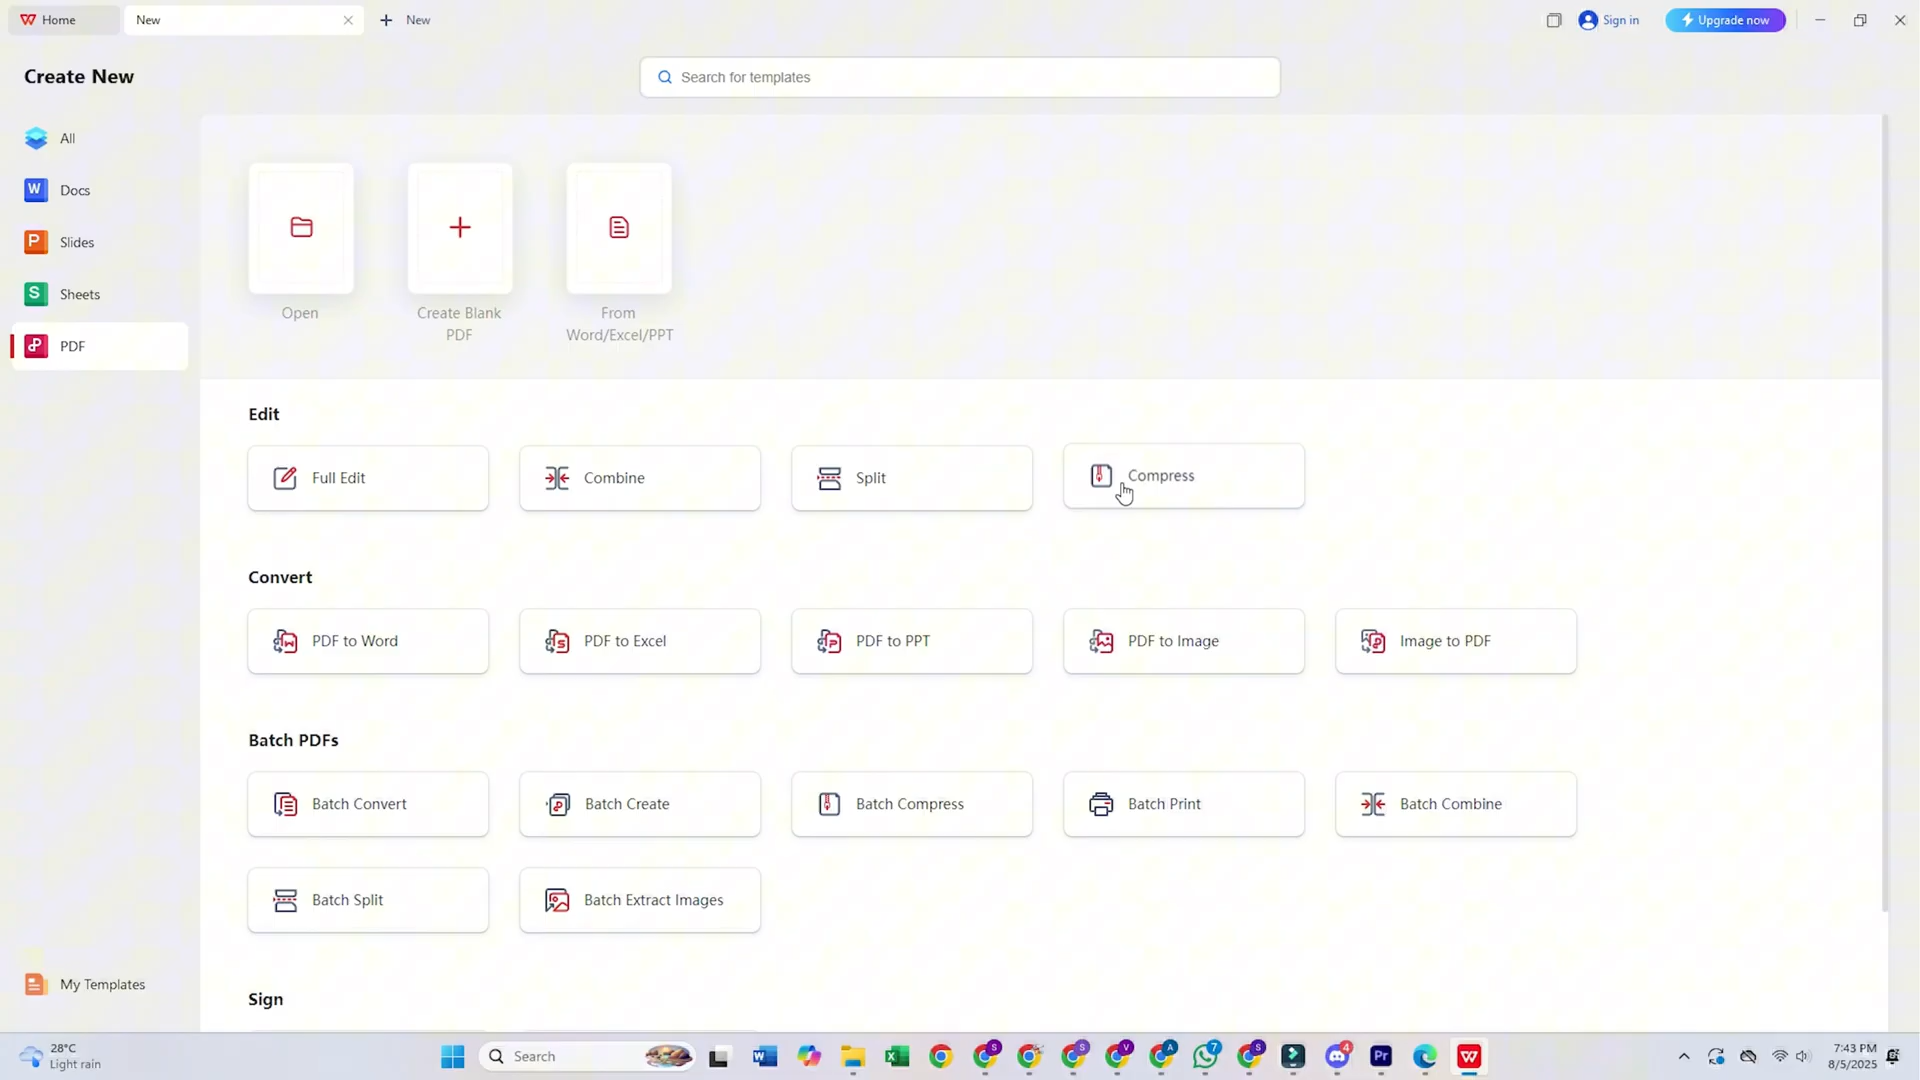 Home
New
New
Sign in
Upgrade now
Create New
Search for templates
All
Docs
Slides
Sheets
PDF
My Templates
Open
Create Blank
PDF
From
Word/Excel/PPT
Edit
Full Edit
Combine
Split
Compress
Convert
PDF to Word
PDF to Excel
PDF to PPT
PDF to Image
Image to PDF
Batch PDFs
Batch Convert
Batch Create
Batch Compress
Batch Print
Batch Combine
Batch Split
Batch Extract Images
Sign
28°C
Light rain
Search
7
4
7:43 PM
8/5/2025